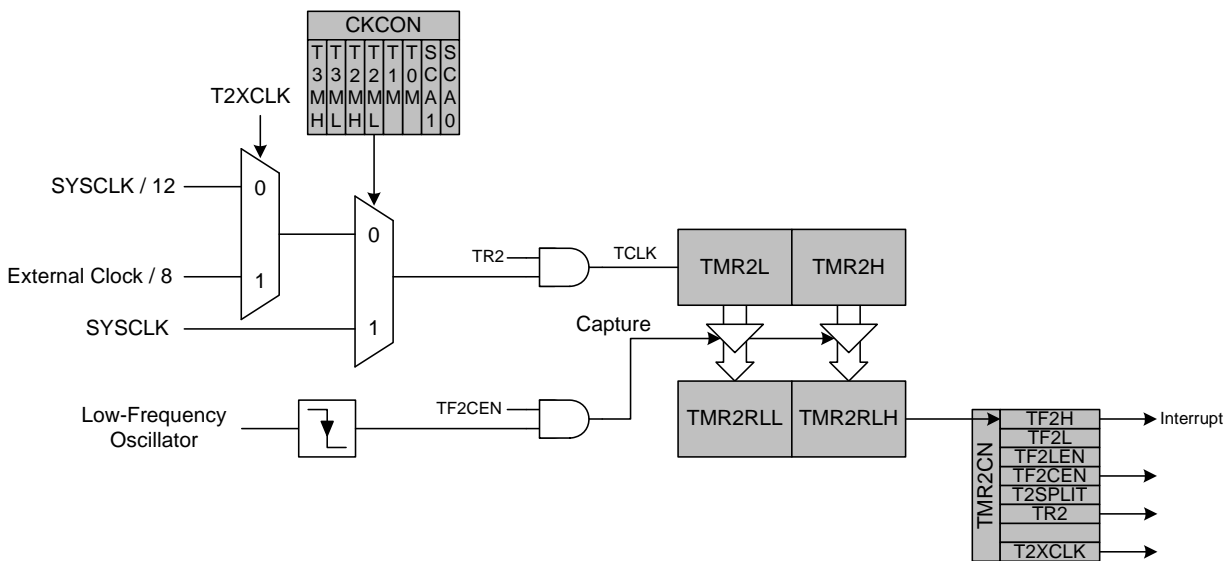 CKCON
T3MH
T3ML
T2MH
T2ML
T1M
T0M
SCA1
SCA0
T2XCLK
SYSCLK / 12
0
External Clock / 8
1
SYSCLK
0
1
TR2
TCLK
TMR2L
TMR2H
Capture
Low-Frequency
Oscillator
TF2CEN
TMR2RLL
TMR2RLH
TMR2CN
TF2H
TF2L
TF2LEN
TF2CEN
T2SPLIT
TR2
T2XCLK
Interrupt